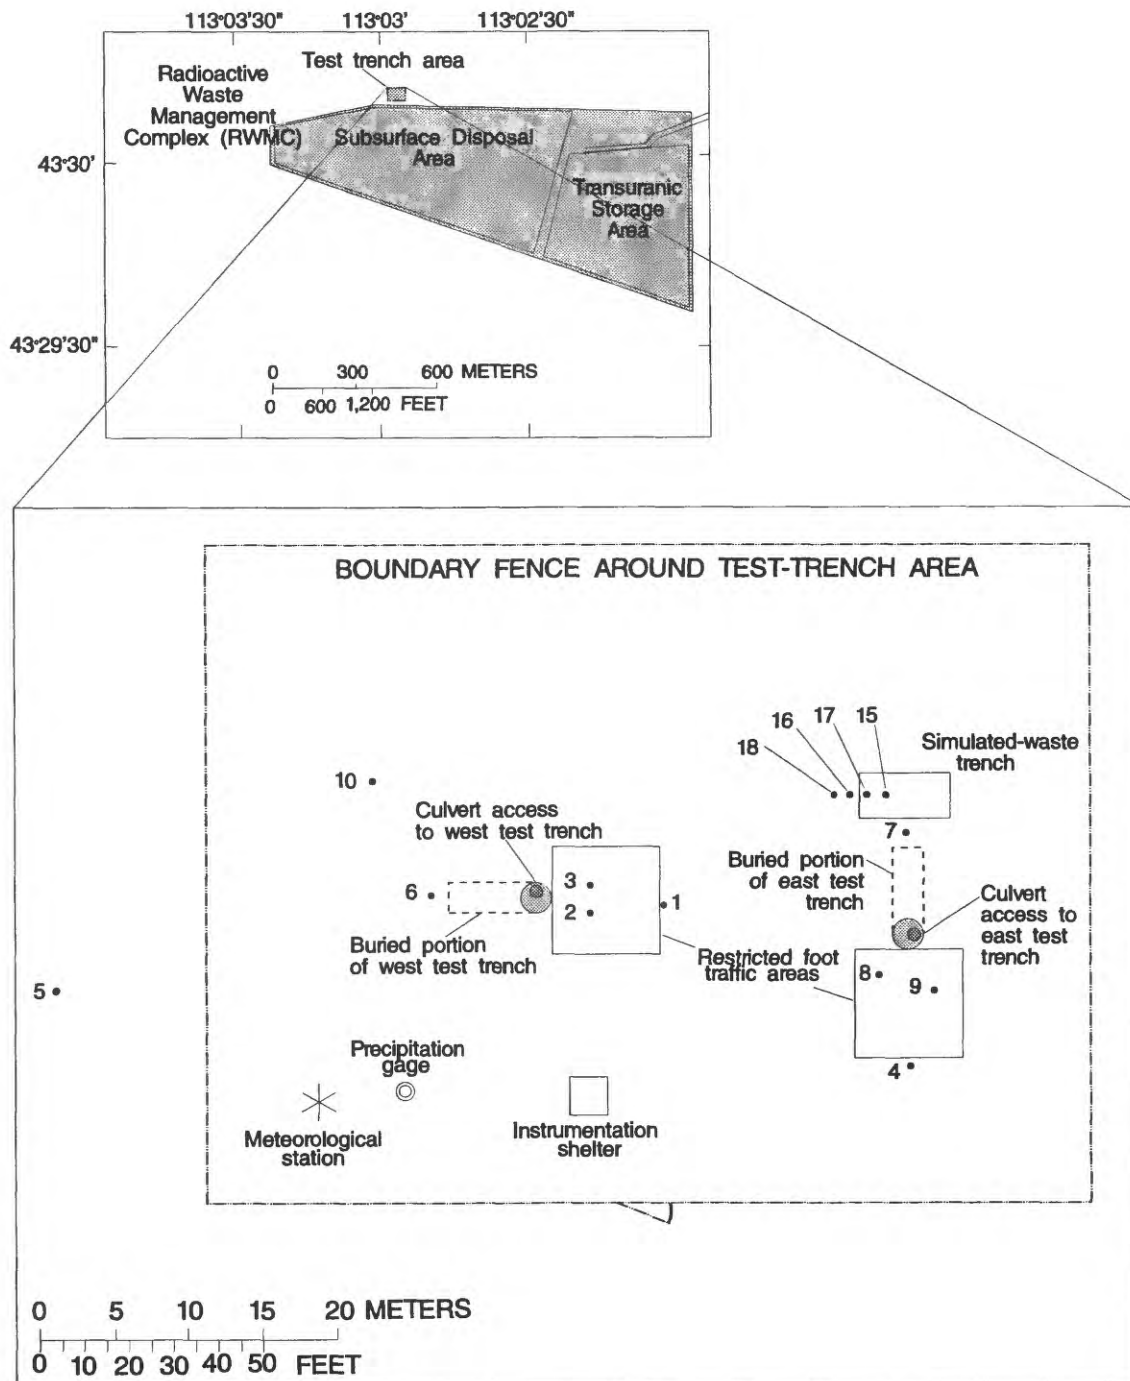 113°03'30" 113°03' 113°02'30"
Test trench area
Radioactive
Waste
Management
Complex (RWMC)
Subsurface Disposal
Area
43°30'
Transuranic
Storage
Area
43°29'30"
0 300 600 METERS
0 600 1,200 FEET
BOUNDARY FENCE AROUND TEST-TRENCH AREA
16 17 15
18
Simulated-waste
trench
10
Culvert access
to west test trench
7
Buried portion
of east test
trench
6
3
2
1
Culvert
access to
east test
trench
Buried portion
of west test trench
Restricted foot
traffic areas
8
9
5
4
Precipitation
gage
Meteorological
station
Instrumentation
shelter
0 5 10 15 20 METERS
0 10 20 30 40 50 FEET